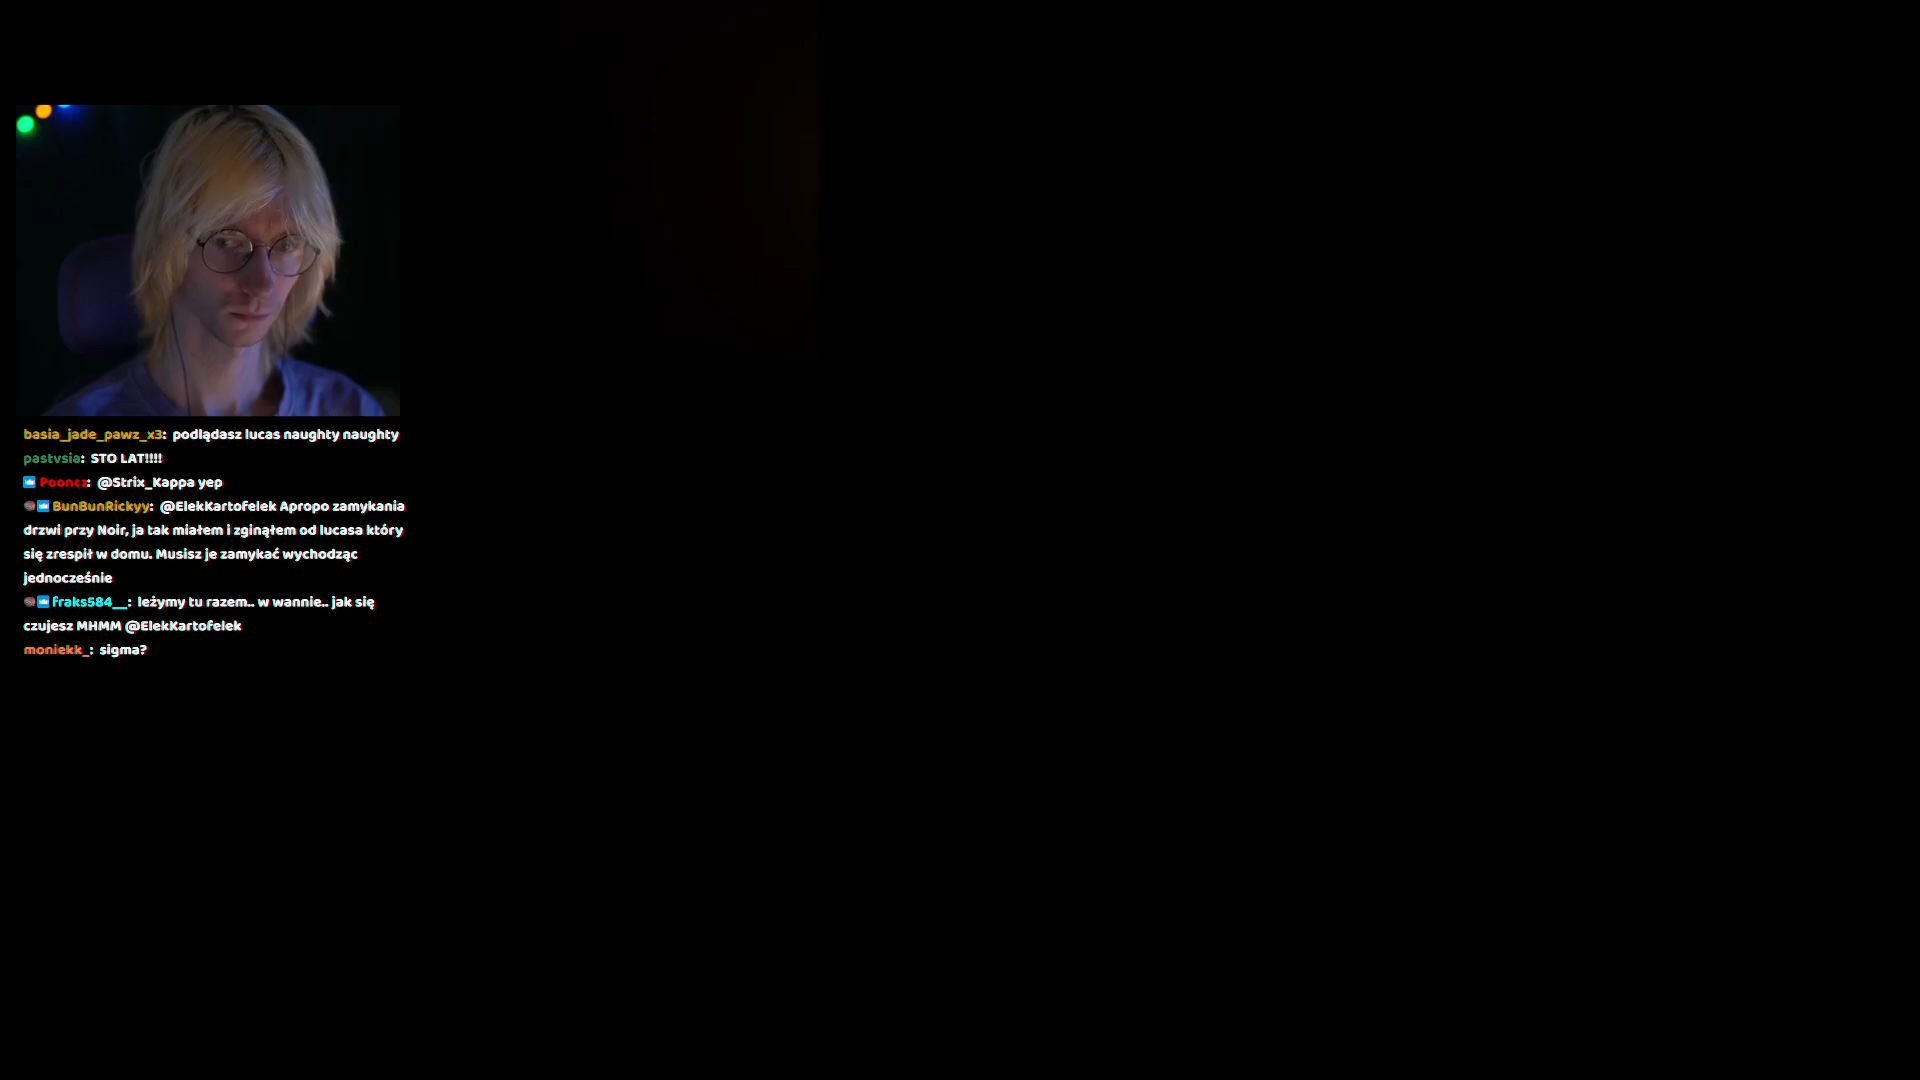 basia_jade_pawz_x3: podlądasz lucas naughty naughty
pastvsia: STO LAT!!!!
Pooncz: @Strix_Kappa yep
BunBunRickyy: @ElekKartofelek Apropo zamykania
drzwi przy Noir, ja tak miałem i zginąłem od lucasa który
się zrespił w domu. Musisz je zamykać wychodząc
jednocześnie
fraks584__: leżymy tu razem.. w wannie.. jak się
czujesz MHMM @ElekKartofelek
moniekk_: sigma?